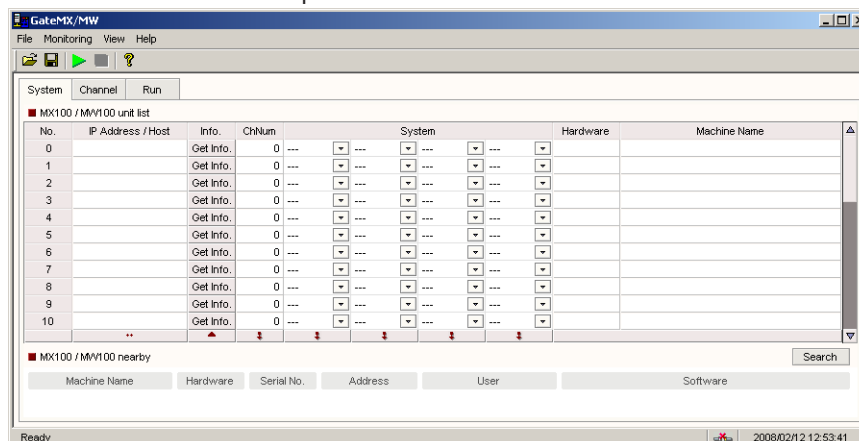 GateMX/MW
File Monitoring View Help
System Channel Run
MX100 / MW100 unit list
No. IP Address / Host Info. ChNum System Hardware Machine Name
0 Get Info. 0 --- --- --- ---
1 Get Info. 0 --- --- --- ---
2 Get Info. 0 --- --- --- ---
3 Get Info. 0 --- --- --- ---
4 Get Info. 0 --- --- --- ---
5 Get Info. 0 --- --- --- ---
6 Get Info. 0 --- --- --- ---
7 Get Info. 0 --- --- --- ---
8 Get Info. 0 --- --- --- ---
9 Get Info. 0 --- --- --- ---
10 Get Info. 0 --- --- --- ---
MX100 / MW100 nearby Search
Machine Name Hardware Serial No. Address User Software
Ready 2008/02/12 12:53:41